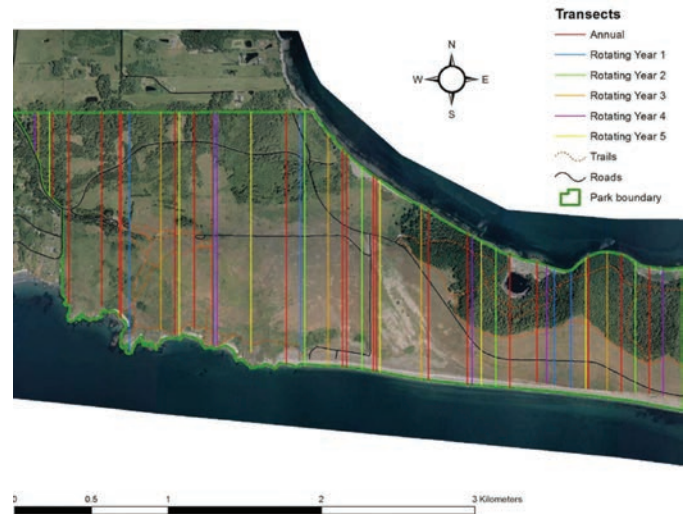 Transects
Annual
Rotating Year 1
Rotating Year 2
Rotating Year 3
Rotating Year 4
Rotating Year 5
Trails
Roads
Park boundary
N
W E
S
0 0.5 1 2 3 Kilometers